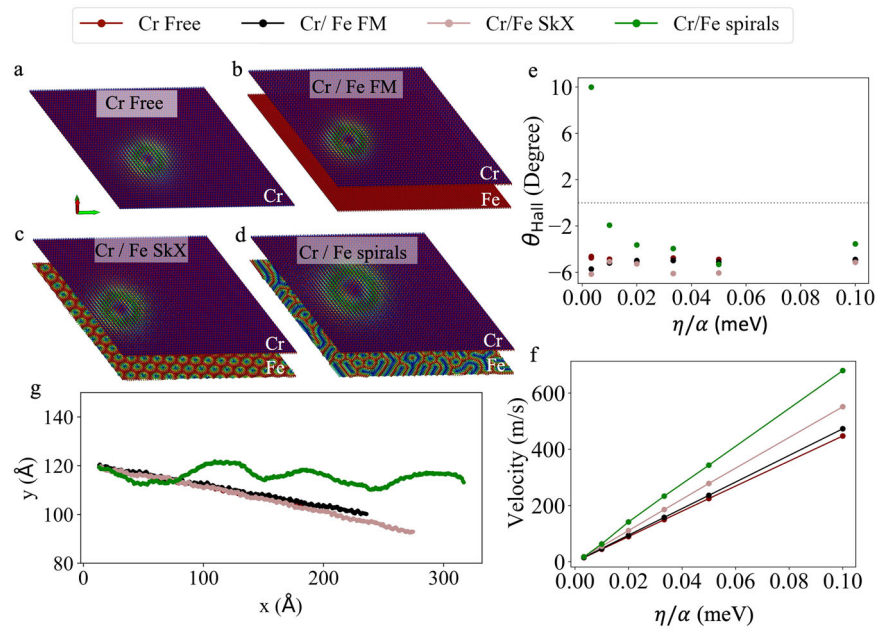 Cr Free
Cr/ Fe FM
Cr/Fe SkX
Cr/Fe spirals
a
Cr Free
Cr
b
Cr / Fe FM
Cr
Fe
c
Cr / Fe SkX
Cr
Fe
d
Cr / Fe spirals
Cr
Fe
e
10
6
2
−2
−6
θHall (Degree)
0.00 0.02 0.04 0.06 0.08 0.10
η/α (meV)
f
600
400
200
0
Velocity (m/s)
0.00 0.02 0.04 0.06 0.08 0.10
η/α (meV)
g
140
120
100
80
y (Å)
0 100 200 300
x (Å)